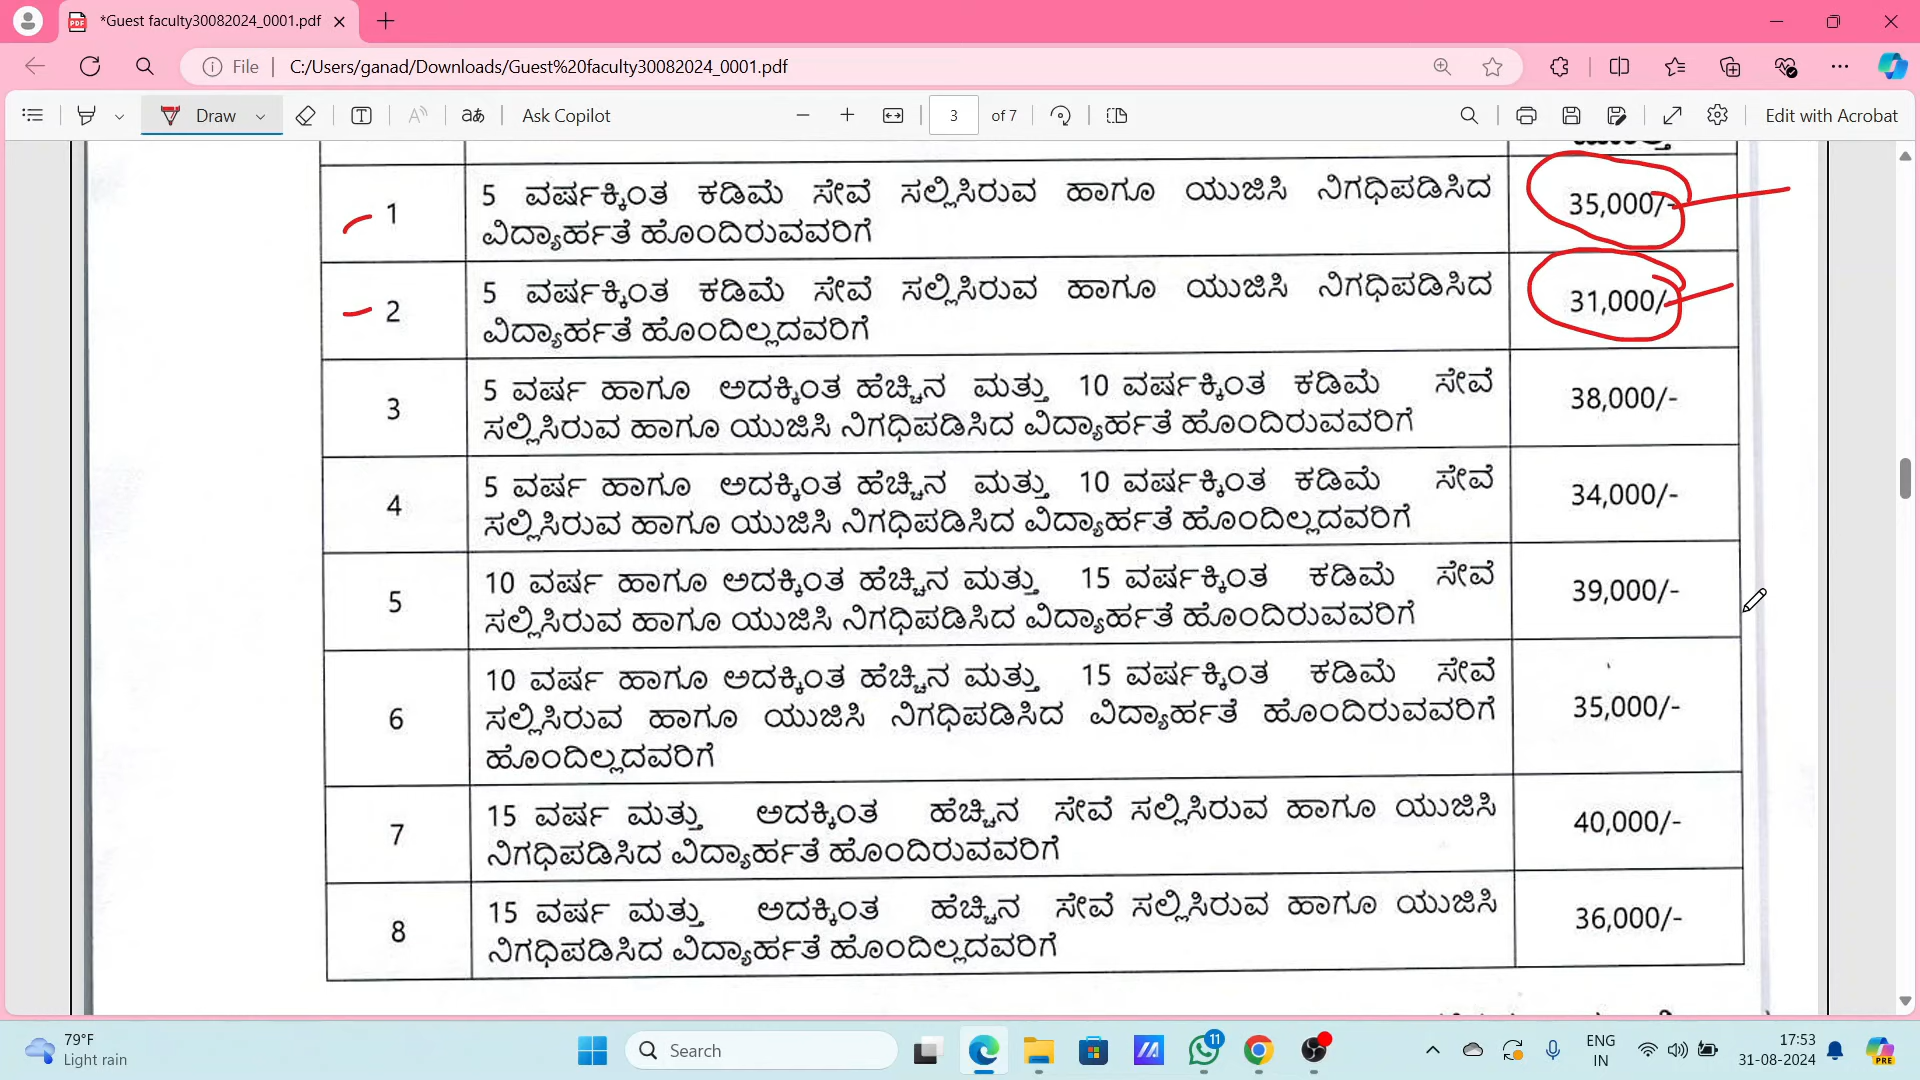 *Guest faculty30082024_0001.pdf
File
C:/Users/ganad/Downloads/Guest%20faculty30082024_0001.pdf
Draw
Ask Copilot
3 of 7
Edit with Acrobat
1
5 ವರ್ಷಕ್ಕಿಂತ ಕಡಿಮೆ ಸೇವೆ ಸಲ್ಲಿಸಿರುವ ಹಾಗೂ ಯುಜಿಸಿ ನಿಗಧಿಪಡಿಸಿದ
ವಿದ್ಯಾರ್ಹತೆ ಹೊಂದಿರುವವರಿಗೆ
35,000/-
2
5 ವರ್ಷಕ್ಕಿಂತ ಕಡಿಮೆ ಸೇವೆ ಸಲ್ಲಿಸಿರುವ ಹಾಗೂ ಯುಜಿಸಿ ನಿಗಧಿಪಡಿಸಿದ
ವಿದ್ಯಾರ್ಹತೆ ಹೊಂದಿಲ್ಲದವರಿಗೆ
31,000/-
3
5 ವರ್ಷ ಹಾಗೂ ಅದಕ್ಕಿಂತ ಹೆಚ್ಚಿನ ಮತ್ತು 10 ವರ್ಷಕ್ಕಿಂತ ಕಡಿಮೆ ಸೇವೆ
ಸಲ್ಲಿಸಿರುವ ಹಾಗೂ ಯುಜಿಸಿ ನಿಗಧಿಪಡಿಸಿದ ವಿದ್ಯಾರ್ಹತೆ ಹೊಂದಿರುವವರಿಗೆ
38,000/-
4
5 ವರ್ಷ ಹಾಗೂ ಅದಕ್ಕಿಂತ ಹೆಚ್ಚಿನ ಮತ್ತು 10 ವರ್ಷಕ್ಕಿಂತ ಕಡಿಮೆ ಸೇವೆ
ಸಲ್ಲಿಸಿರುವ ಹಾಗೂ ಯುಜಿಸಿ ನಿಗಧಿಪಡಿಸಿದ ವಿದ್ಯಾರ್ಹತೆ ಹೊಂದಿಲ್ಲದವರಿಗೆ
34,000/-
5
10 ವರ್ಷ ಹಾಗೂ ಅದಕ್ಕಿಂತ ಹೆಚ್ಚಿನ ಮತ್ತು 15 ವರ್ಷಕ್ಕಿಂತ ಕಡಿಮೆ ಸೇವೆ
ಸಲ್ಲಿಸಿರುವ ಹಾಗೂ ಯುಜಿಸಿ ನಿಗಧಿಪಡಿಸಿದ ವಿದ್ಯಾರ್ಹತೆ ಹೊಂದಿರುವವರಿಗೆ
39,000/-
6
10 ವರ್ಷ ಹಾಗೂ ಅದಕ್ಕಿಂತ ಹೆಚ್ಚಿನ ಮತ್ತು 15 ವರ್ಷಕ್ಕಿಂತ ಕಡಿಮೆ ಸೇವೆ
ಸಲ್ಲಿಸಿರುವ ಹಾಗೂ ಯುಜಿಸಿ ನಿಗಧಿಪಡಿಸಿದ ವಿದ್ಯಾರ್ಹತೆ ಹೊಂದಿರುವವರಿಗೆ
ಹೊಂದಿಲ್ಲದವರಿಗೆ
35,000/-
7
15 ವರ್ಷ ಮತ್ತು ಅದಕ್ಕಿಂತ ಹೆಚ್ಚಿನ ಸೇವೆ ಸಲ್ಲಿಸಿರುವ ಹಾಗೂ ಯುಜಿಸಿ
ನಿಗಧಿಪಡಿಸಿದ ವಿದ್ಯಾರ್ಹತೆ ಹೊಂದಿರುವವರಿಗೆ
40,000/-
8
15 ವರ್ಷ ಮತ್ತು ಅದಕ್ಕಿಂತ ಹೆಚ್ಚಿನ ಸೇವೆ ಸಲ್ಲಿಸಿರುವ ಹಾಗೂ ಯುಜಿಸಿ
ನಿಗಧಿಪಡಿಸಿದ ವಿದ್ಯಾರ್ಹತೆ ಹೊಂದಿಲ್ಲದವರಿಗೆ
36,000/-
79°F
Light rain
Search
11
ENG
IN
17:53
31-08-2024
PRE